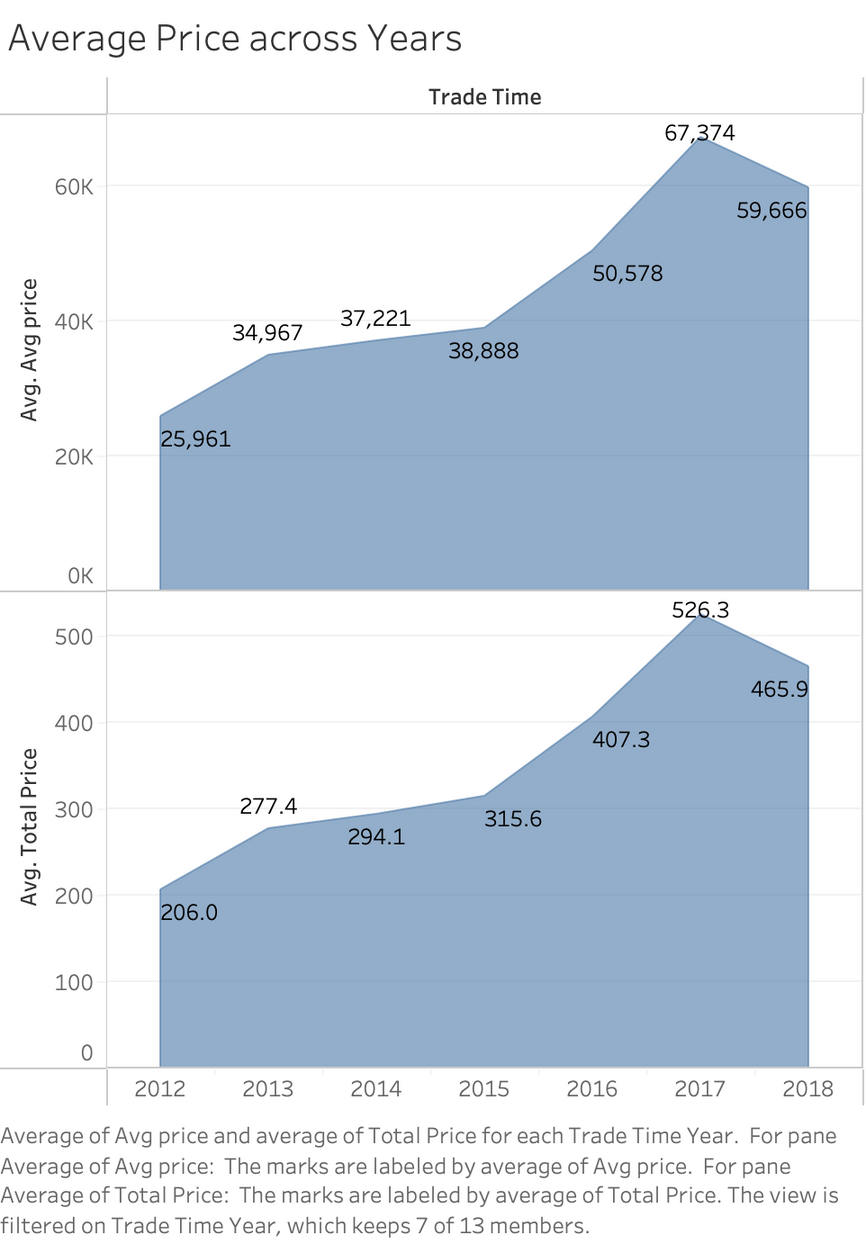 Average Price across Years
Trade Time
Avg. Avg price
60K
40K
20K
0K
25,961
34,967
37,221
38,888
50,578
67,374
59,666
Avg. Total Price
500
400
300
200
100
0
206.0
277.4
294.1
315.6
407.3
526.3
465.9
2012 2013 2014 2015 2016 2017 2018
Average of Avg price and average of Total Price for each Trade Time Year.  For pane
Average of Avg price:  The marks are labeled by average of Avg price.  For pane
Average of Total Price:  The marks are labeled by average of Total Price. The view is
filtered on Trade Time Year, which keeps 7 of 13 members.